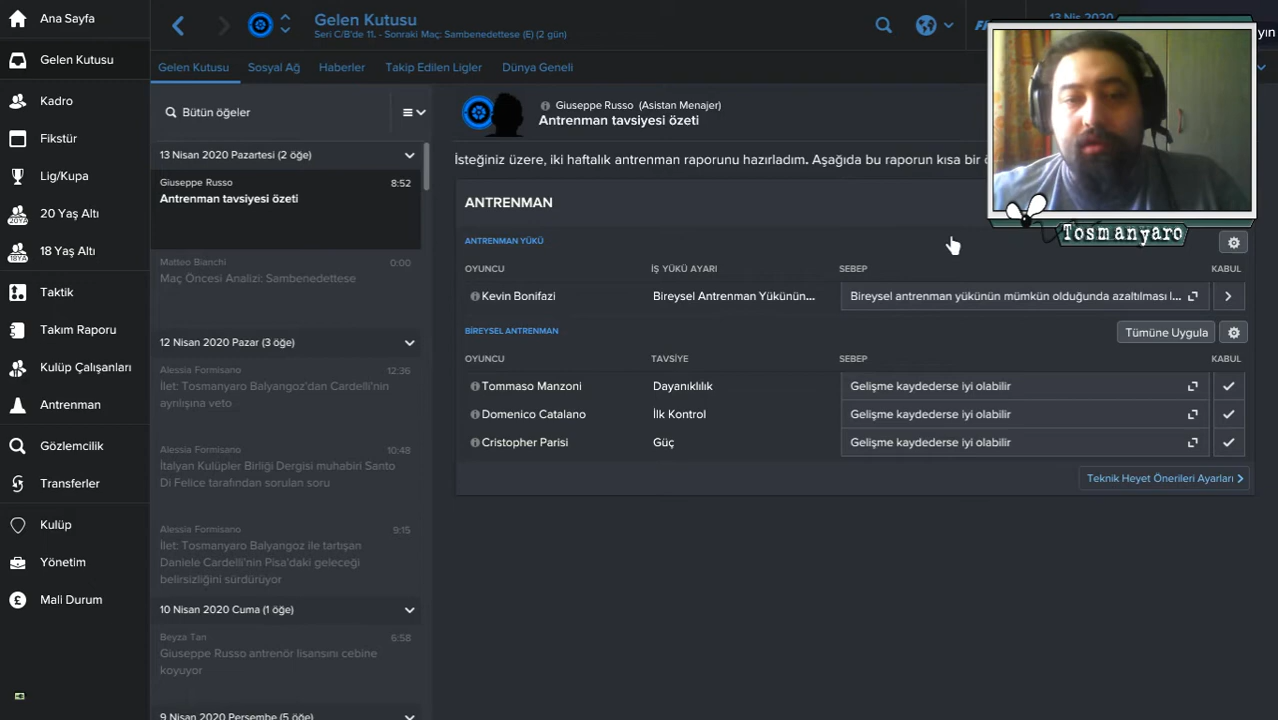 Ana Sayfa
Gelen Kutusu
Kadro
Fikstür
Lig/Kupa
20 Yaş Altı
18 Yaş Altı
Taktik
Takım Raporu
Kulüp Çalışanları
Antrenman
Gözlemcilik
Transferler
Kulüp
Yönetim
Mali Durum
Gelen Kutusu
Seri C/B'de 11. - Sonraki Maç: Sambenedettese (E) (2 gün)
13 Nis 2020
Gelen Kutusu
Sosyal Ağ
Haberler
Takip Edilen Ligler
Dünya Geneli
Bütün öğeler
13 Nisan 2020 Pazartesi (2 öğe)
Giuseppe Russo 8:52
Antrenman tavsiyesi özeti
Matteo Bianchi 0:00
Maç Öncesi Analizi: Sambenedettese
12 Nisan 2020 Pazar (3 öğe)
Alessia Formisano 12:36
İlet: Tosmanyaro Balyangoz'dan Cardelli'nin
ayrılışına veto
Alessia Formisano 10:48
İtalyan Kulüpler Birliği Dergisi muhabiri Santo
Di Felice tarafından sorulan soru
Alessia Formisano 9:15
İlet: Tosmanyaro Balyangoz ile tartışan
Daniele Cardelli'nin Pisa'daki geleceği
belirsizliğini sürdürüyor
10 Nisan 2020 Cuma (1 öğe)
Beyza Tan 6:58
Giuseppe Russo antrenör lisansını cebine
koyuyor
9 Nisan 2020 Perşembe (5 öğe)
Giuseppe Russo (Asistan Menajer)
Antrenman tavsiyesi özeti
İsteğiniz üzere, iki haftalık antrenman raporunu hazırladım. Aşağıda bu raporun kısa bir
ANTRENMAN
ANTRENMAN YÜKÜ
OYUNCU İŞ YÜKÜ AYARI SEBEP KABUL
Kevin Bonifazi Bireysel Antrenman Yükünün... Bireysel antrenman yükünün mümkün olduğunda azaltılması l...
BİREYSEL ANTRENMAN Tümüne Uygula
OYUNCU TAVSİYE SEBEP KABUL
Tommaso Manzoni Dayanıklılık Gelişme kaydederse iyi olabilir
Domenico Catalano İlk Kontrol Gelişme kaydederse iyi olabilir
Cristopher Parisi Güç Gelişme kaydederse iyi olabilir
Teknik Heyet Önerileri Ayarları
Tosmanyaro